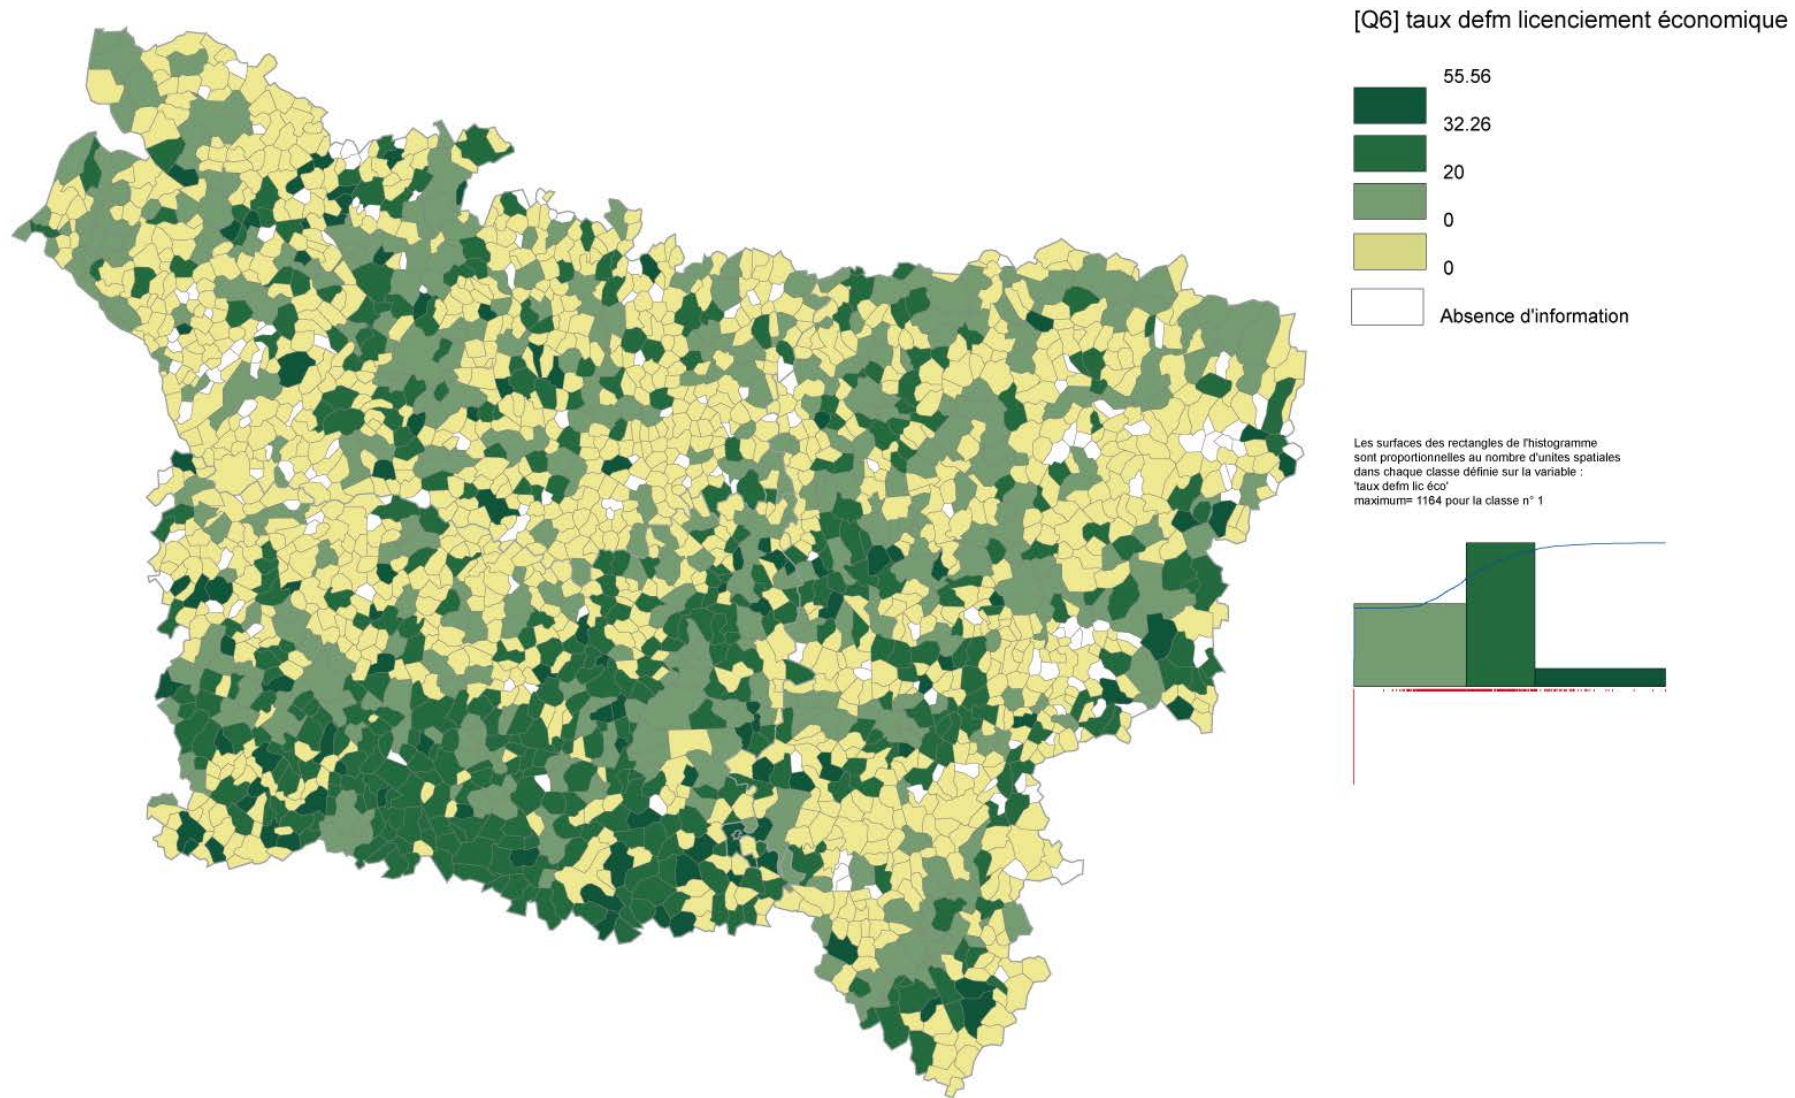 [Q6] taux defm licenciement économique
55.56
32.26
20
0
0
Absence d'information
Les surfaces des rectangles de l'histogramme
sont proportionnelles au nombre d'unites spatiales
dans chaque classe définie sur la variable :
'taux defm lic éco'
maximum= 1164 pour la classe n° 1